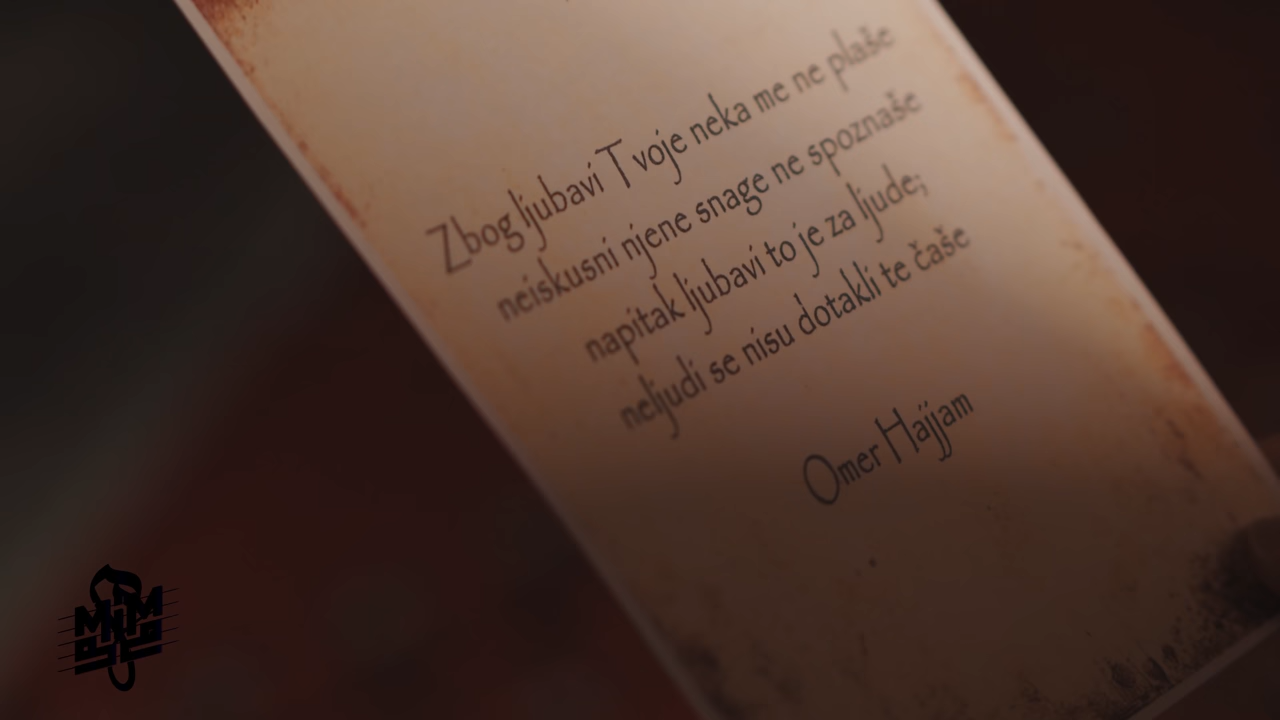 Zbog ljubavi Tvoje neka me ne plaše
neiskusni njene snage ne spoznaše
napitak ljubavi to je za ljude;
neljudi se nisu dotakli te čaše
Omer Hajjam